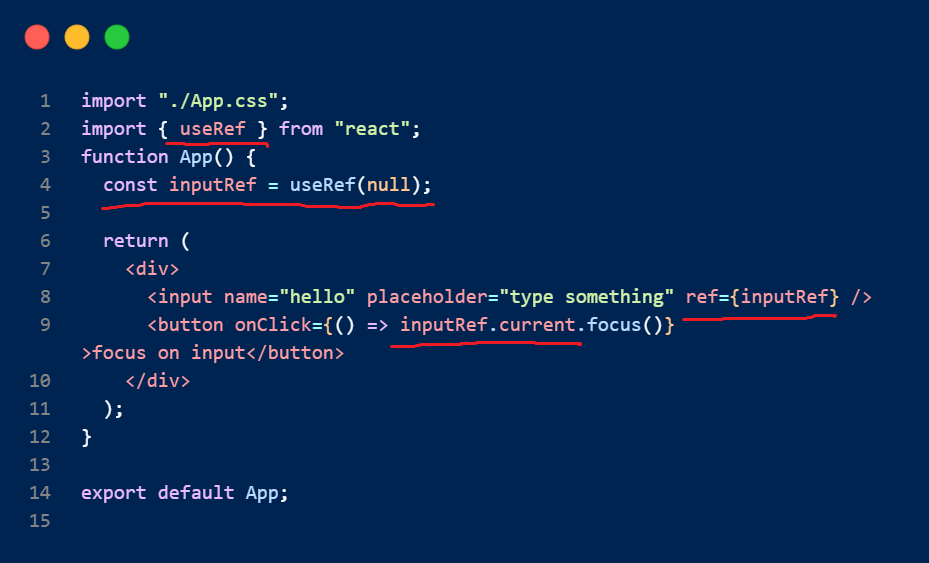 1 import "./App.css";
2 import { useRef } from "react";
3 function App() {
4 const inputRef = useRef(null);
5
6 return (
7 <div>
8 <input name="hello" placeholder="type something" ref={inputRef} />
9 <button onClick={() => inputRef.current.focus()}
>focus on input</button>
10 </div>
11 );
12 }
13
14 export default App;
15